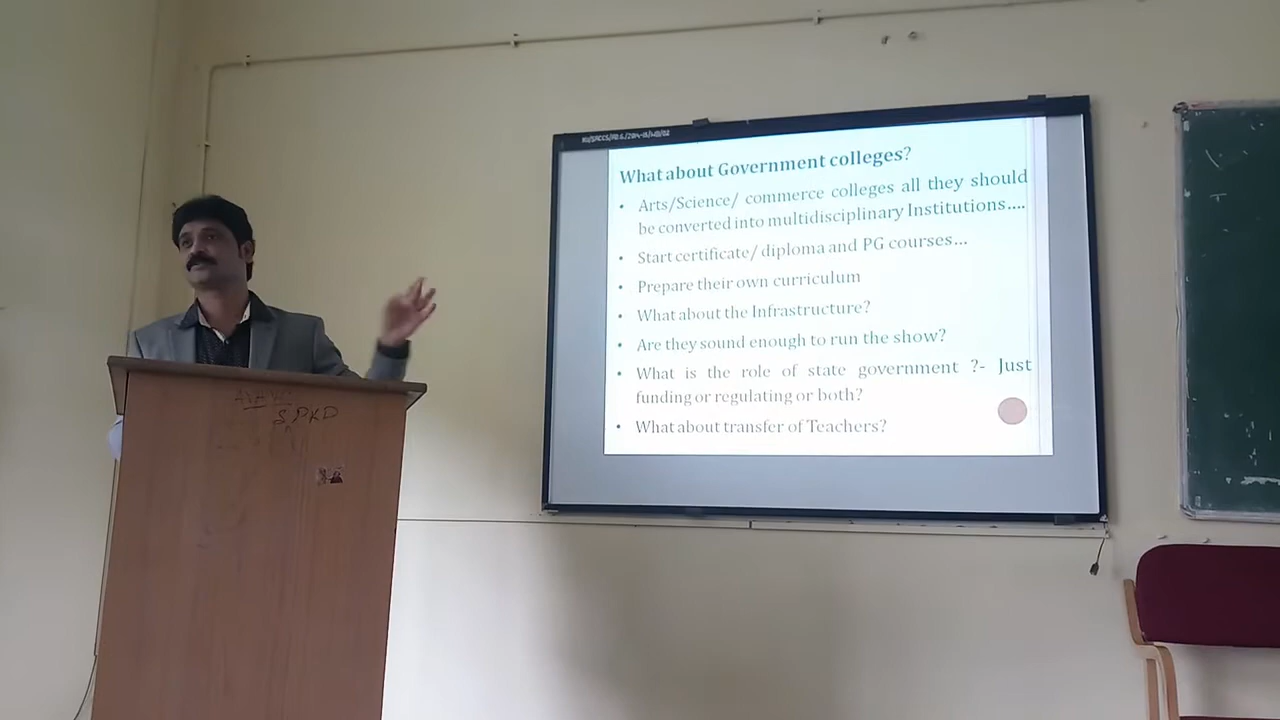 What about Government colleges?
• Arts/Science/ commerce colleges all they should
be converted into multidisciplinary Institutions....
• Start certificate/ diploma and PG courses...
• Prepare their own curriculum
• What about the Infrastructure?
• Are they sound enough to run the show?
• What is the role of state government ?- Just
funding or regulating or both?
• What about transfer of Teachers?
S.PKD